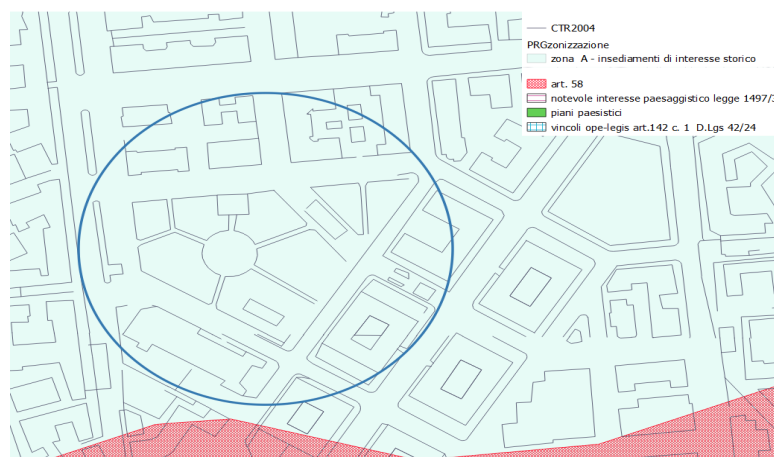 CTR2004
PRGzonizzazione
zona A - insediamenti di interesse storico
art. 58
notevole interesse paesaggistico legge 1497/3
piani paesistici
vincoli ope-legis art.142 c. 1 D.Lgs 42/24